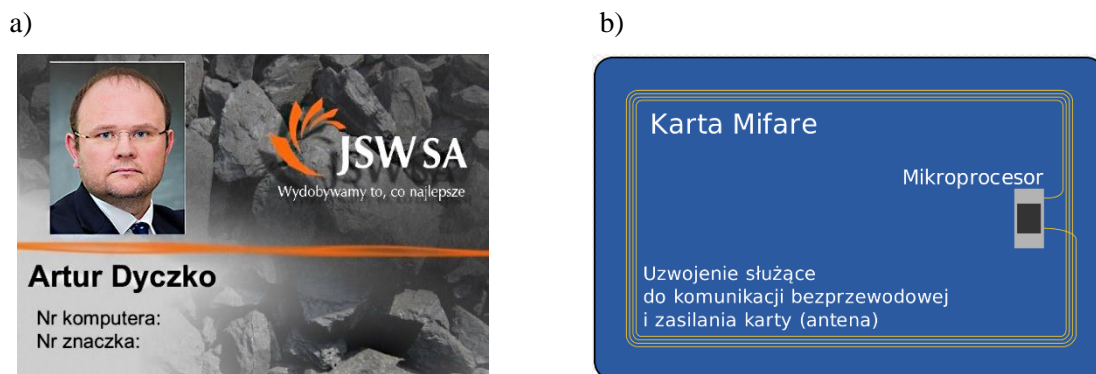 a)
b)
JSW SA
Wydobywamy to, co najlepsze
Artur Dyczko
Nr komputera:
Nr znaczka:
Karta Mifare
Mikroprocesor
Uzwojenie służące
do komunikacji bezprzewodowej
i zasilania karty (antena)